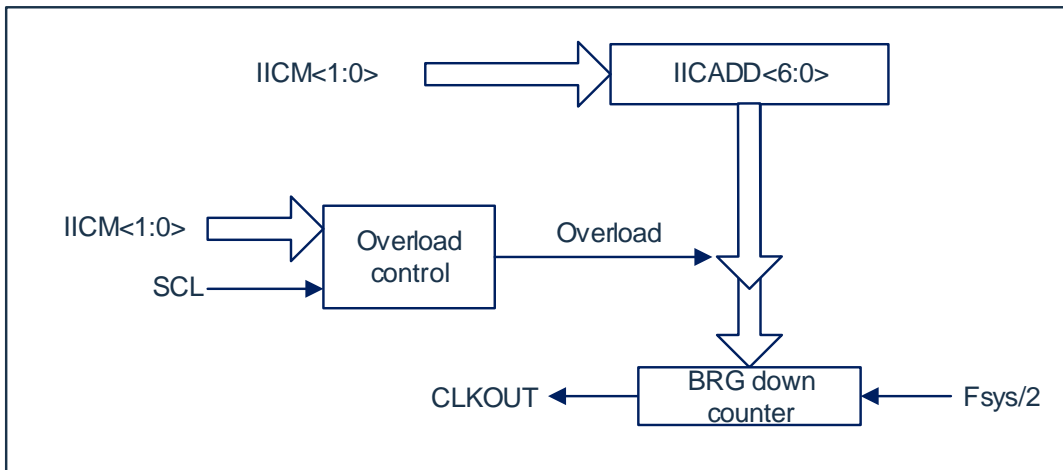 IICM<1:0>
IICADD<6:0>
IICM<1:0>
Overload
control
Overload
SCL
CLKOUT
BRG down
counter
Fsys/2